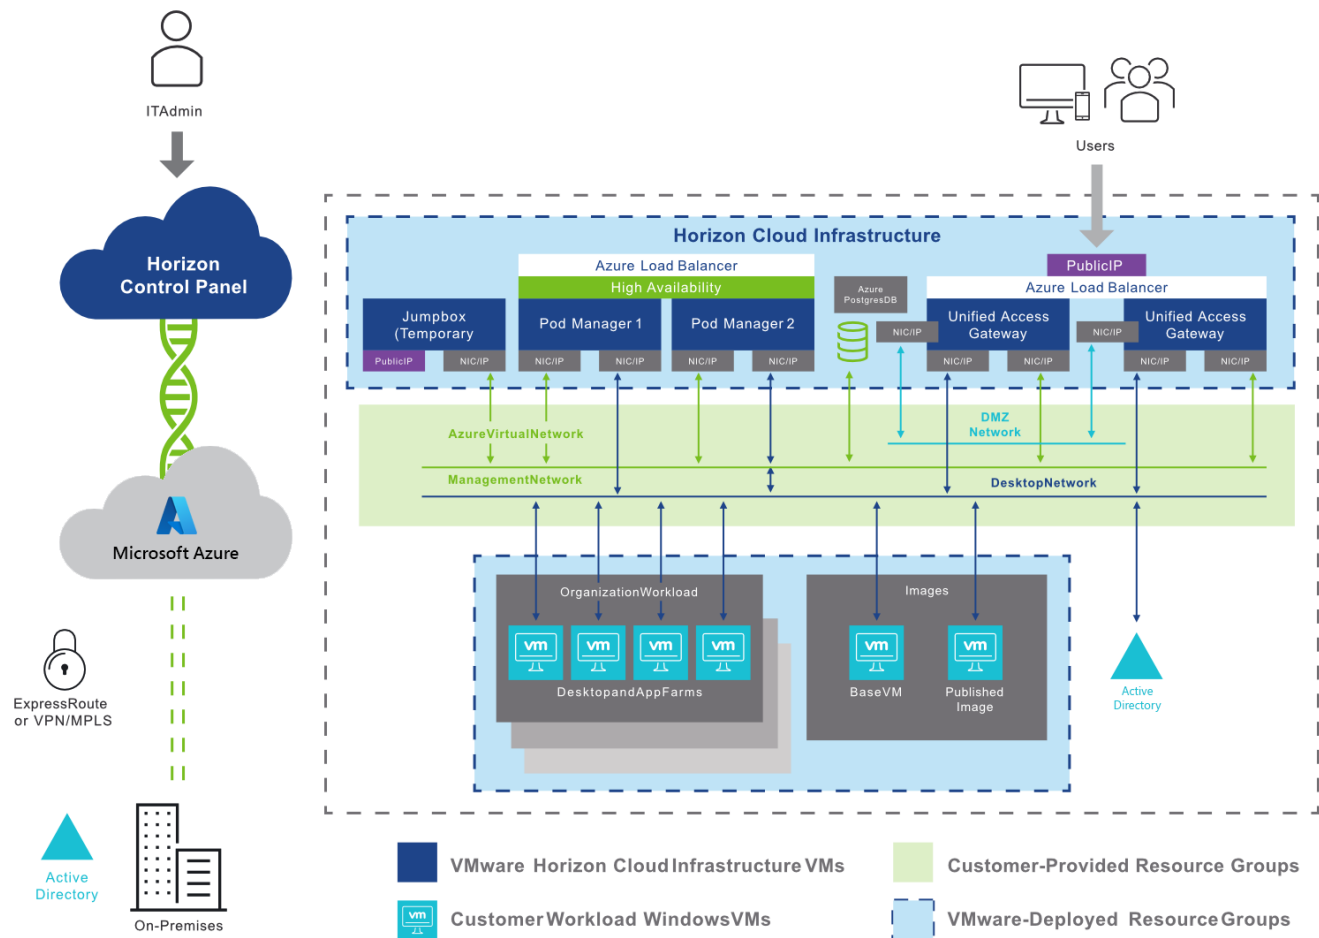 ITAdmin
Horizon
Control Panel
Microsoft Azure
ExpressRoute
or VPN/MPLS
Active
Directory
On-Premises
Users
Horizon Cloud Infrastructure
PublicIP
Azure Load Balancer
High Availability
Azure
PostgresDB
Azure Load Balancer
Jumpbox
(Temporary
Pod Manager 1
Pod Manager 2
NIC/IP
Unified Access
Gateway
NIC/IP
Unified Access
Gateway
PublicIP
NIC/IP
NIC/IP
NIC/IP
NIC/IP
NIC/IP
NIC/IP
NIC/IP
NIC/IP
NIC/IP
AzureVirtualNetwork
DMZ
Network
ManagementNetwork
DesktopNetwork
OrganizationWorkload
vm
vm
vm
vm
DesktopandAppFarms
Images
vm
vm
BaseVM
Published
Image
Active
Directory
VMware Horizon Cloud Infrastructure VMs
Customer-Provided Resource Groups
vm
Customer Workload WindowsVMs
VMware-Deployed ResourceGroups